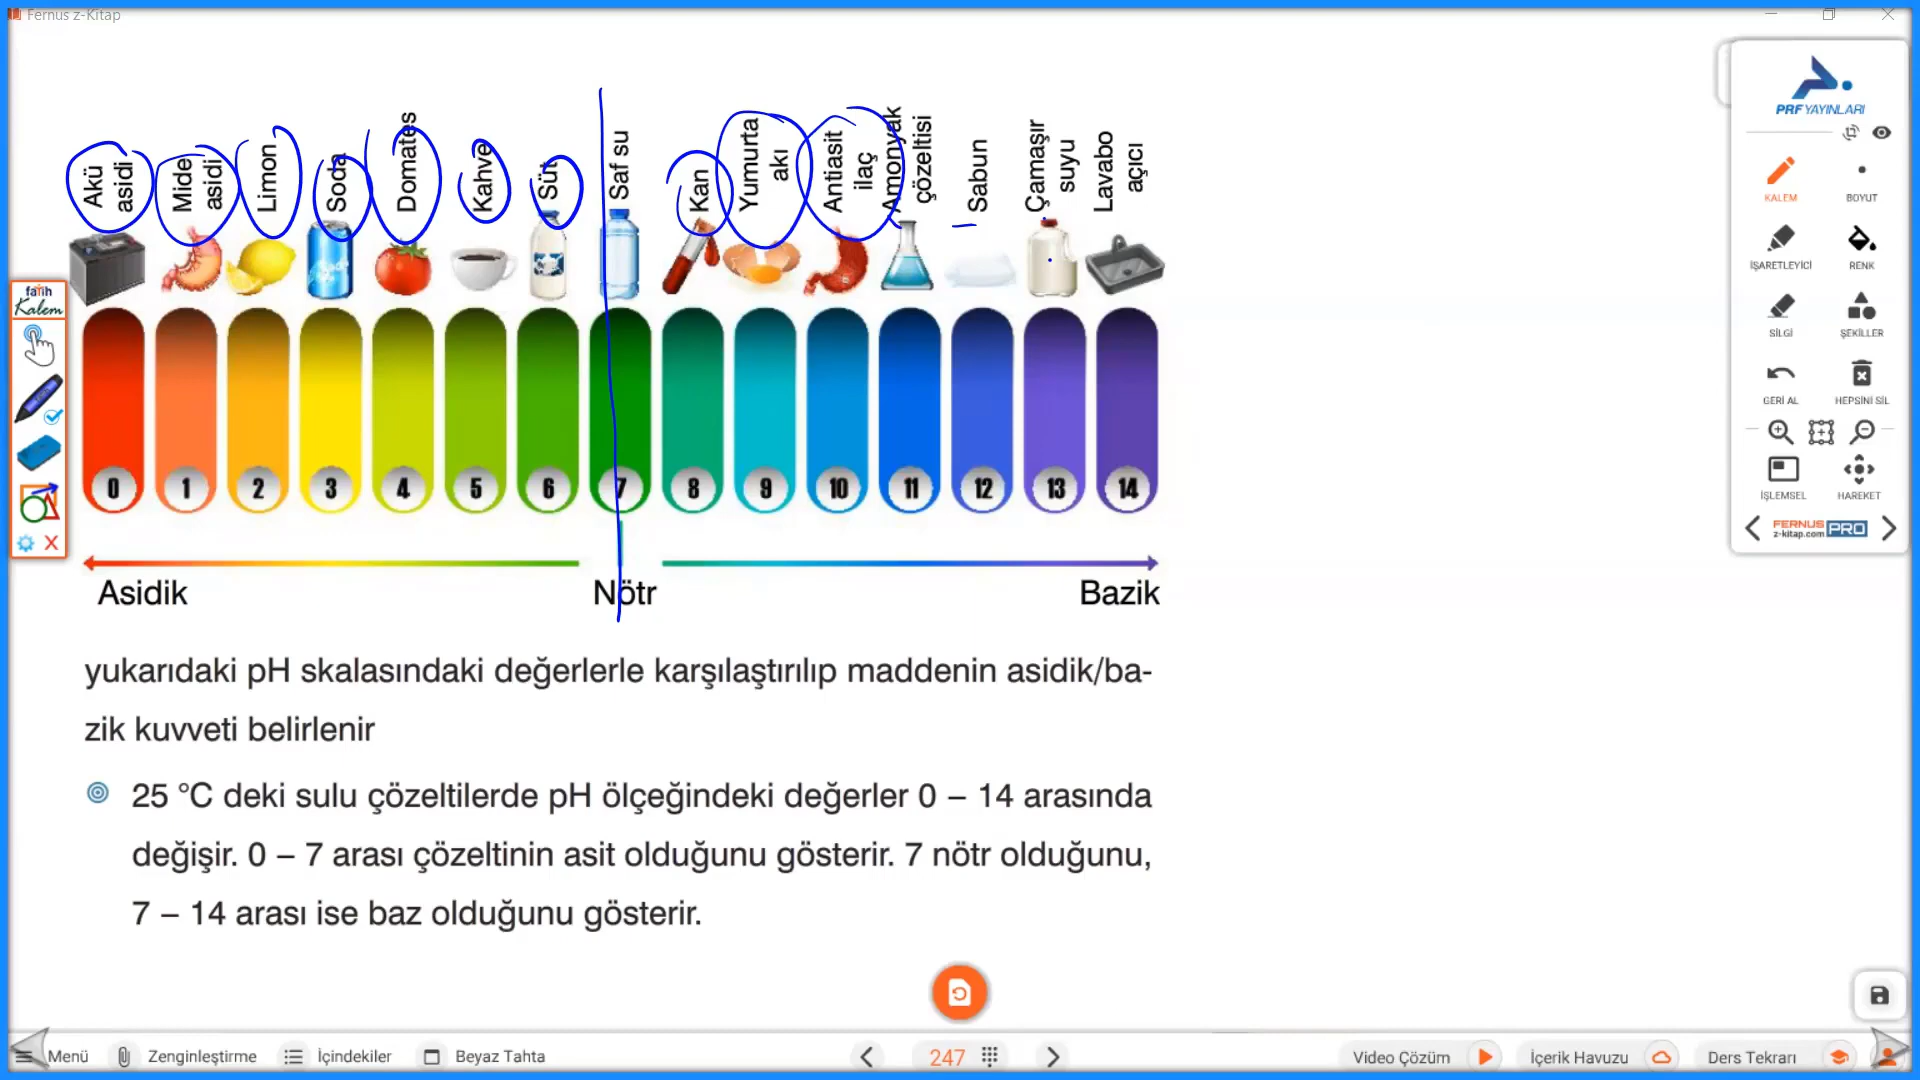 Fernus z-Kitap
Akü asidi
Mide asidi
Limon
Soda
Domates
Kahve
Süt
Saf su
Kan
Yumurta akı
Antiasit ilaç
Amonyak çözeltisi
Sabun
Çamaşır suyu
Lavabo açıcı
0 1 2 3 4 5 6 7 8 9 10 11 12 13 14
Asidik Nötr Bazik
yukarıdaki pH skalasındaki değerlerle karşılaştırılıp maddenin asidik/ba-
zik kuvveti belirlenir
25 °C deki sulu çözeltilerde pH ölçeğindeki değerler 0 – 14 arasında
değişir. 0 – 7 arası çözeltinin asit olduğunu gösterir. 7 nötr olduğunu,
7 – 14 arası ise baz olduğunu gösterir.
fatih
Kalem
PRF YAYINLARI
KALEM BOYUT
İŞARETLEYİCİ RENK
SİLGİ ŞEKİLLER
GERİ AL HEPSİNİ SİL
İŞLEMSEL HAREKET
FERNUS z-kitap.com PRO
Menü Zenginleştirme İçindekiler Beyaz Tahta 247 Video Çözüm İçerik Havuzu Ders Tekrarı